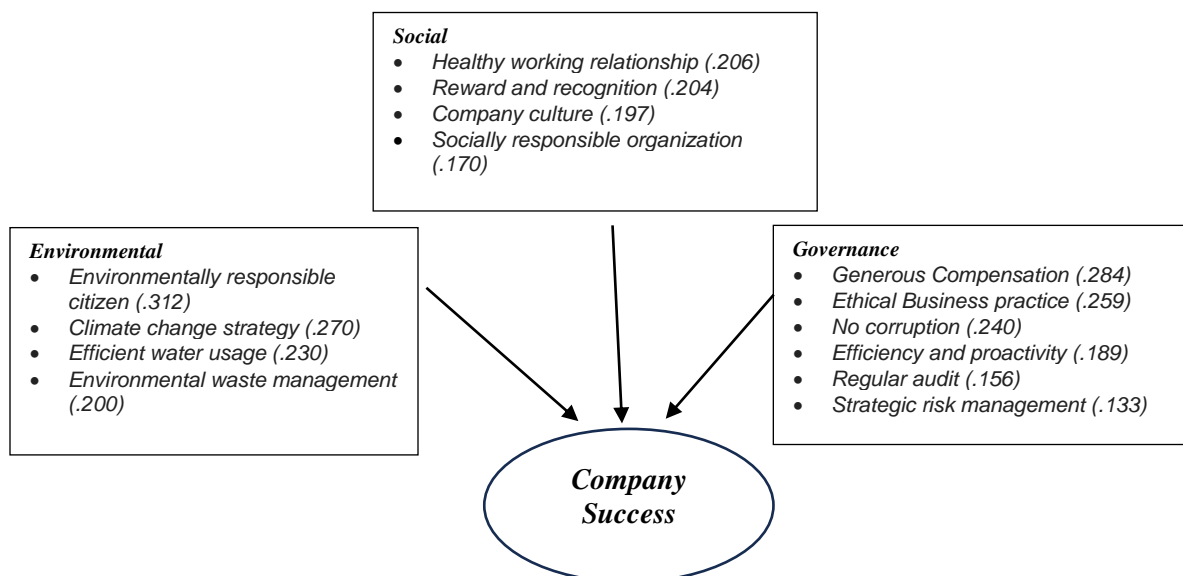 Social
• Healthy working relationship (.206)
• Reward and recognition (.204)
• Company culture (.197)
• Socially responsible organization
(.170)
Environmental
• Environmentally responsible
citizen (.312)
• Climate change strategy (.270)
• Efficient water usage (.230)
• Environmental waste management
(.200)
Governance
• Generous Compensation (.284)
• Ethical Business practice (.259)
• No corruption (.240)
• Efficiency and proactivity (.189)
• Regular audit (.156)
• Strategic risk management (.133)
Company
Success